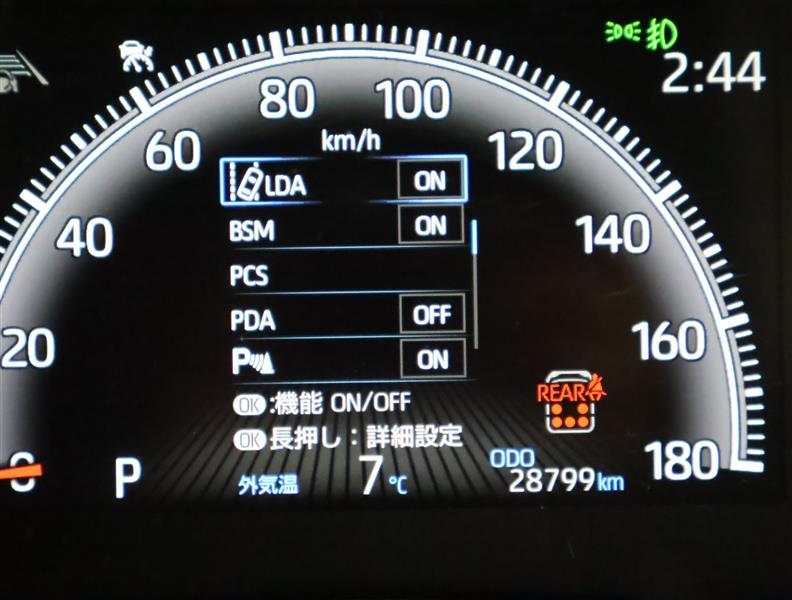 2:44
80 100
km/h
60 120
LDA ON
BSM ON
40 140
PCS
PDA OFF
20 160
P ON
REAR
OK:機能 ON/OFF
OK長押し:詳細設定
P
外気温 7℃
ODO
28799km
180